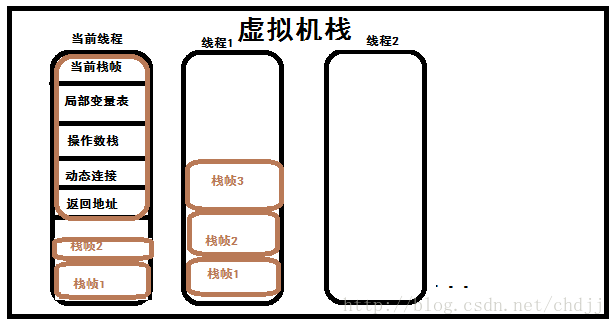 虚拟机栈
当前线程
线程1
线程2
当前栈帧
局部变量表
操作数栈
动态连接
返回地址
栈帧2
栈帧1
栈帧3
栈帧2
栈帧1
...
http://blog.csdn.net/chdjj